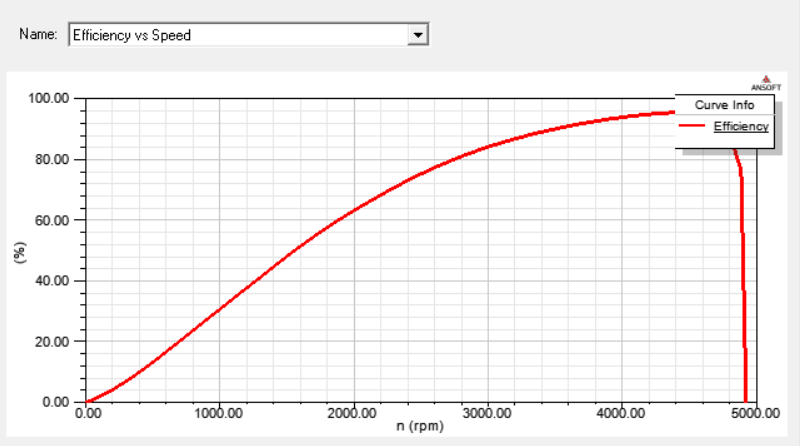 Name: Efficiency vs Speed
ANSOFT
Curve Info
Efficiency
100.00
80.00
60.00
40.00
20.00
0.00
(%)
0.00 1000.00 2000.00 3000.00 4000.00 5000.00
n (rpm)